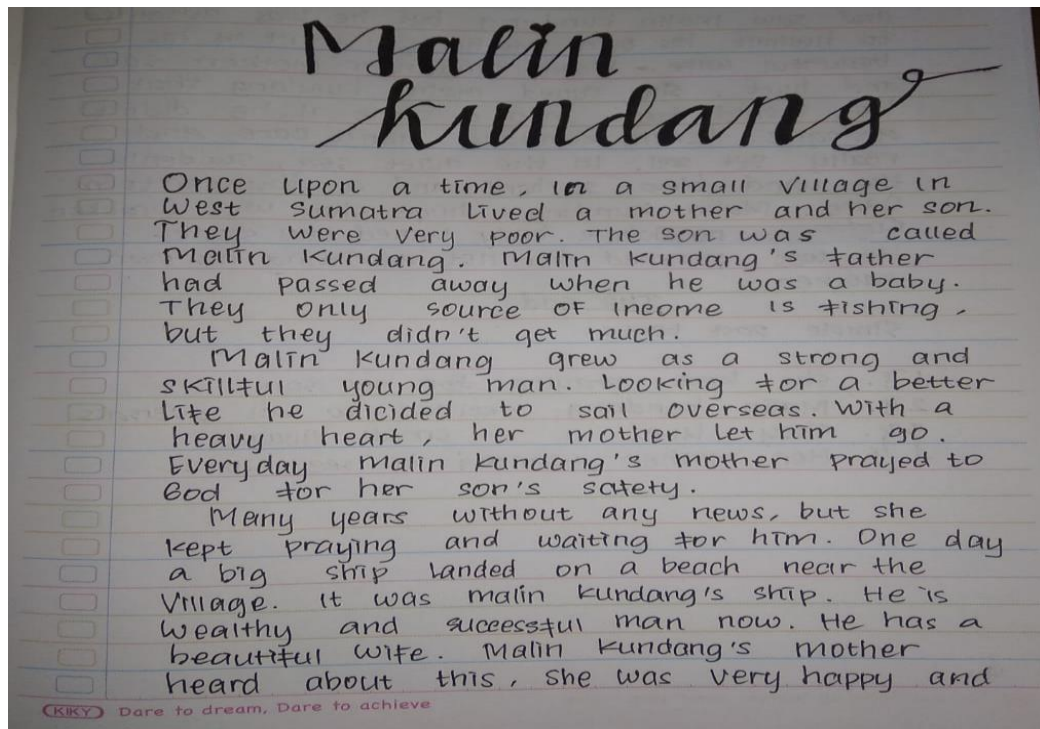 Malin
kundang
Once upon a time, in a small village in
West Sumatra lived a mother and her son.
They were very poor. The son was called
Malin Kundang. Malin kundang's father
had passed away when he was a baby.
They only source of income is fishing,
but they didn't get much.
Malin kundang grew as a strong and
skillful young man. Looking for a better
life he dicided to sail overseas. With a
heavy heart, her mother let him go.
Everyday Malin kundang's mother prayed to
God for her son's safety.
Many years without any news, but she
kept praying and waiting for him. One day
a big ship landed on a beach near the
village. It was malin kundang's ship. He is
wealthy and successful man now. He has a
beautiful wife. Malin kundang's mother
heard about this, she was very happy and
KIKY Dare to dream, Dare to achieve